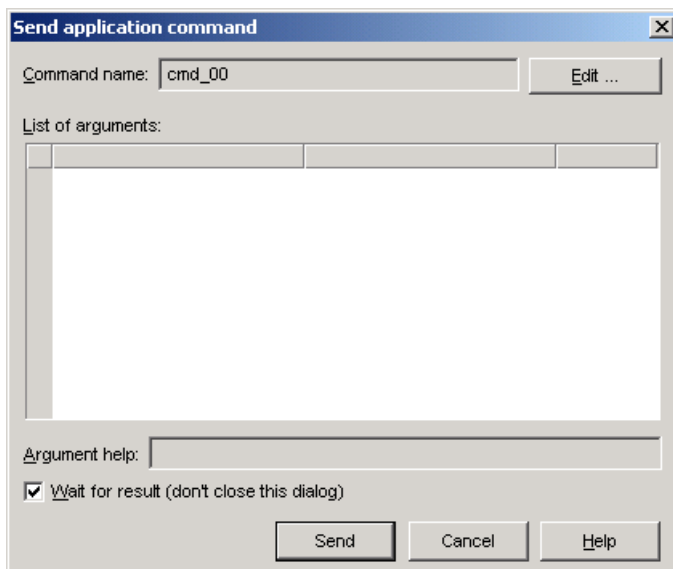 Send application command
Command name: cmd_00 Edit ...
List of arguments:
Argument help:
Wait for result (don't close this dialog)
Send Cancel Help